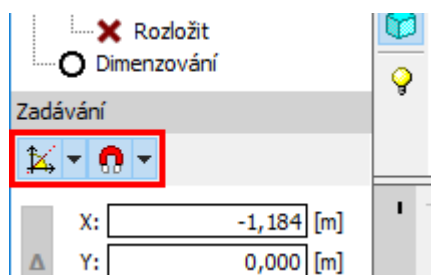 Rozložit
Dimenzování
Zadávání
X: -1,184 [m]
Δ Y: 0,000 [m]